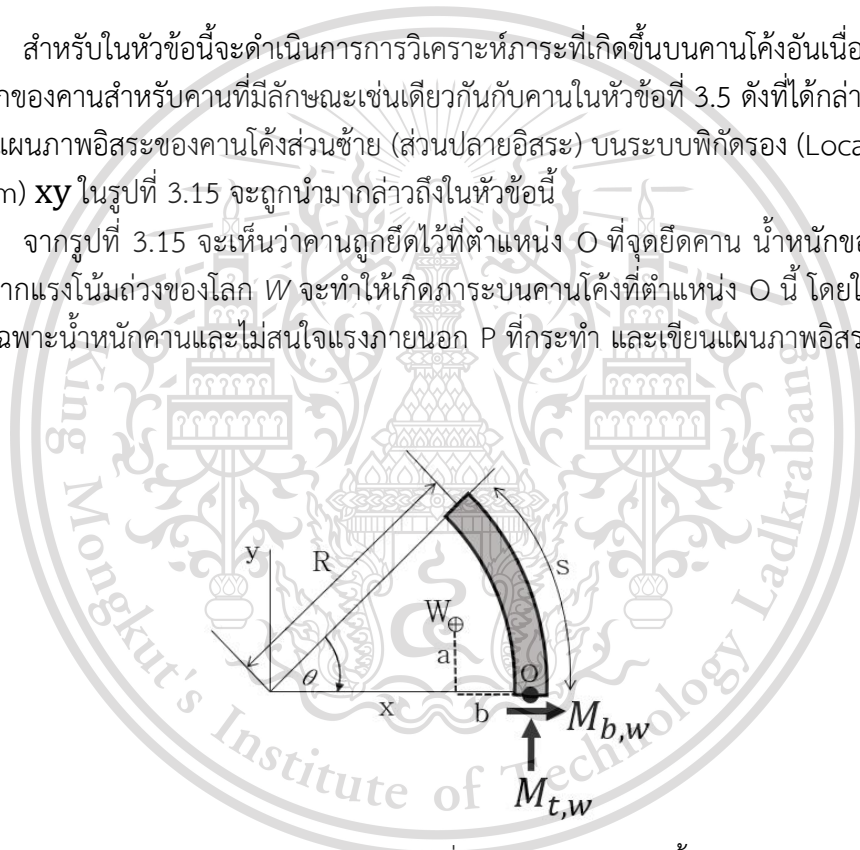 สำหรับในหัวข้อนี้จะดำเนินการการวิเคราะห์ภาระที่เกิดขึ้นบนคานโค้งอันเนื่อ
กของคานสำหรับคานที่มีลักษณะเช่นเดียวกันกับคานในหัวข้อที่ 3.5 ดังที่ได้กล่า
แผนภาพอิสระของคานโค้งส่วนซ้าย (ส่วนปลายอิสระ) บนระบบพิกัดรอง (Loca
m) xy ในรูปที่ 3.15 จะถูกนำมากล่าวถึงในหัวข้อนี้
จากรูปที่ 3.15 จะเห็นว่าคานถูกยึดไว้ที่ตำแหน่ง O ที่จุดยึดคาน น้ำหนักขอ
ากแรงโน้มถ่วงของโลก W จะทำให้เกิดภาระบนคานโค้งที่ตำแหน่ง O นี้ โดยใ
ฉพาะน้ำหนักคานและไม่สนใจแรงภายนอก P ที่กระทำ และเขียนแผนภาพอิสร
y
R
s
W
a
θ
O
x
b
M_{b,w}
M_{t,w}
King Mongkut's Institute of Technology Ladkrabang